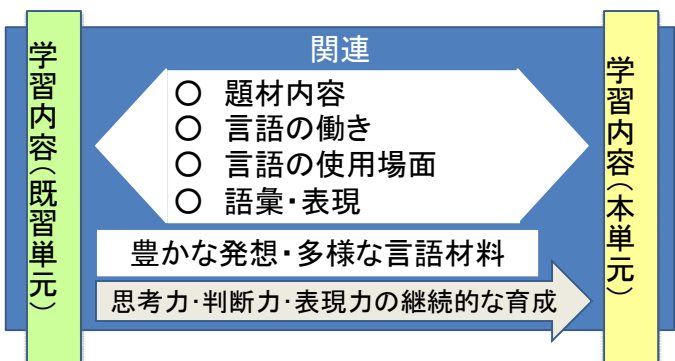 学習内容(既習単元)
関連
○ 題材内容
○ 言語の働き
○ 言語の使用場面
○ 語彙・表現
豊かな発想・多様な言語材料
思考力・判断力・表現力の継続的な育成
学習内容(本単元)